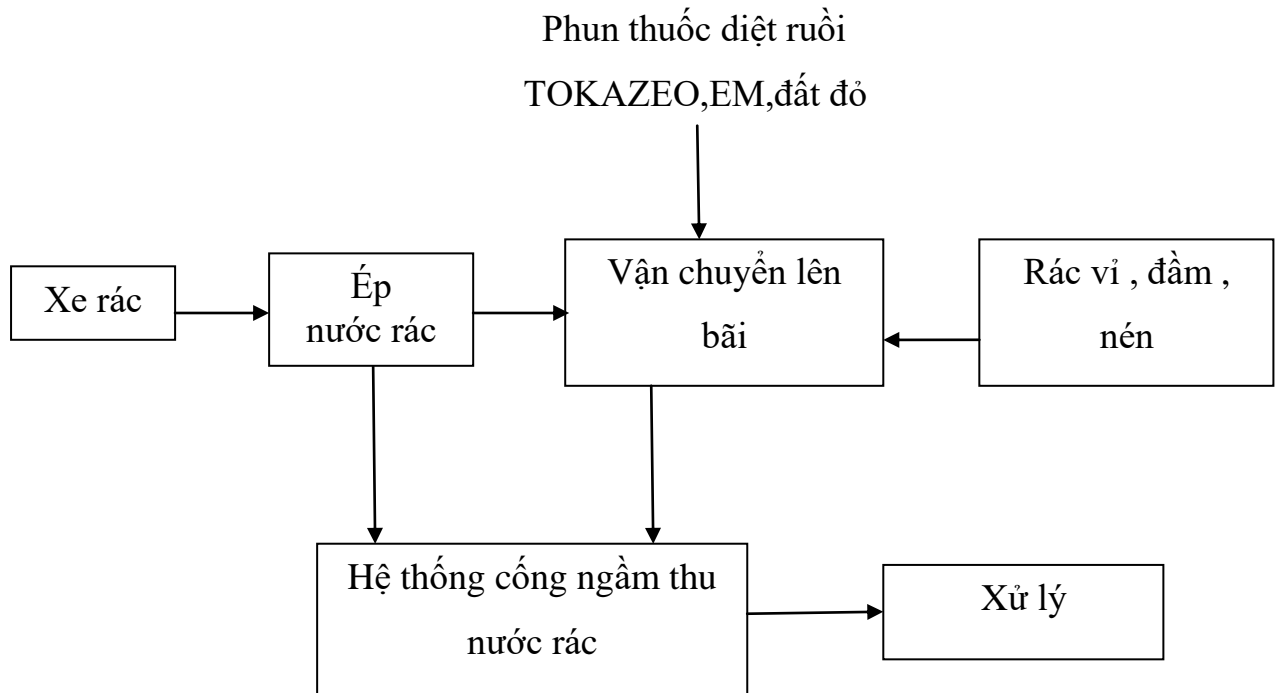 Phun thuốc diệt ruồi
TOKAZEO,EM,đất đỏ
Xe rác
Ép
nước rác
Vận chuyển lên
bãi
Rác vỉ , đầm ,
nén
Hệ thống cống ngầm thu
nước rác
Xử lý